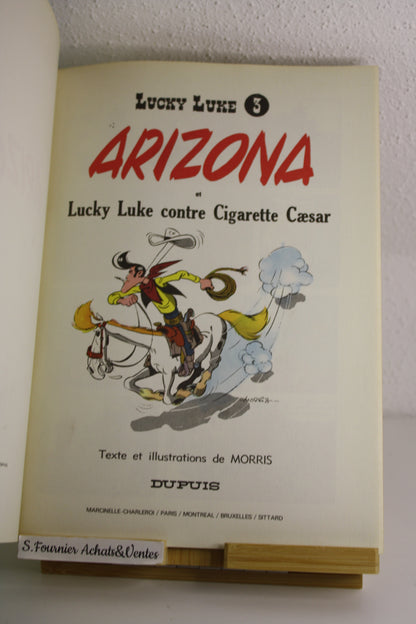 LUCKY LUKE 3
ARIZONA
et
Lucky Luke contre Cigarette Cæsar
MORRIS
Texte et illustrations de MORRIS
DUPUIS
MARCINELLE-CHARLEROI / PARIS / MONTREAL / BRUXELLES / SITTARD
S.Fournier Achats&Ventes